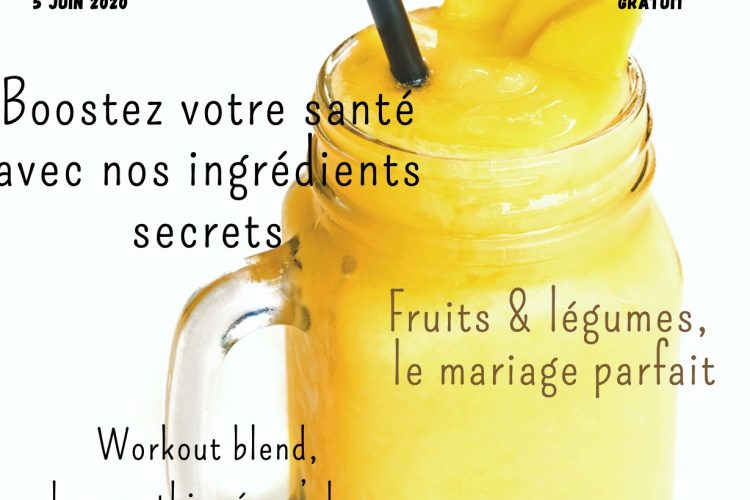 5 JUIN 2020
GRATUIT
Boostez votre santé
avec nos ingrédients
secrets
Fruits & légumes,
le mariage parfait
Workout blend,